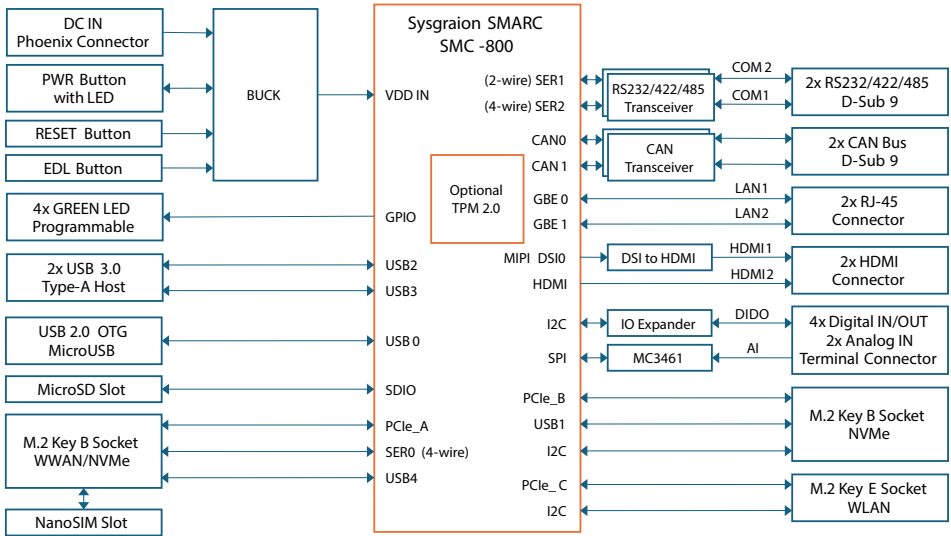 DC IN
Phoenix Connector
PWR Button
with LED
RESET Button
EDL Button
BUCK
4x GREEN LED
Programmable
2x USB 3.0
Type-A Host
USB 2.0 OTG
MicroUSB
MicroSD Slot
M.2 Key B Socket
WWAN/NVMe
NanoSIM Slot
Sysgraion SMARC
SMC -800
VDD IN
GPIO
USB2
USB3
USB 0
SDIO
PCIe_A
SER0 (4-wire)
USB4
Optional
TPM 2.0
(2-wire) SER1
(4-wire) SER2
CAN0
CAN 1
GBE 0
GBE 1
MIPI DSI0
HDMI
I2C
SPI
PCIe_B
USB1
I2C
PCIe_C
I2C
RS232/422/485
Transceiver
CAN
Transceiver
DSI to HDMI
IO Expander
MC3461
COM 2
COM1
LAN1
LAN2
HDMI1
HDMI2
DIDO
AI
2x RS232/422/485
D-Sub 9
2x CAN Bus
D-Sub 9
2x RJ-45
Connector
2x HDMI
Connector
4x Digital IN/OUT
2x Analog IN
Terminal Connector
M.2 Key B Socket
NVMe
M.2 Key E Socket
WLAN